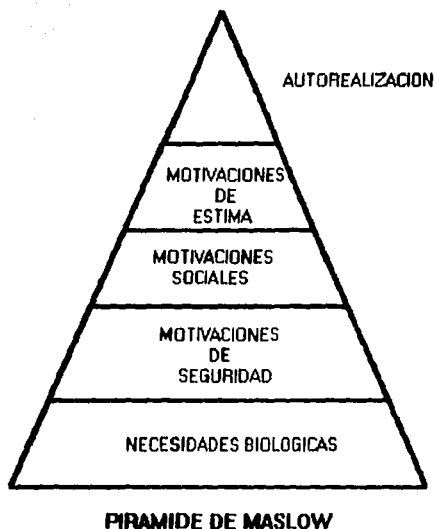 AUTOREALIZACION
MOTIVACIONES
DE
ESTIMA
MOTIVACIONES
SOCIALES
MOTIVACIONES
DE
SEGURIDAD
NECESIDADES BIOLOGICAS
PIRAMIDE DE MASLOW